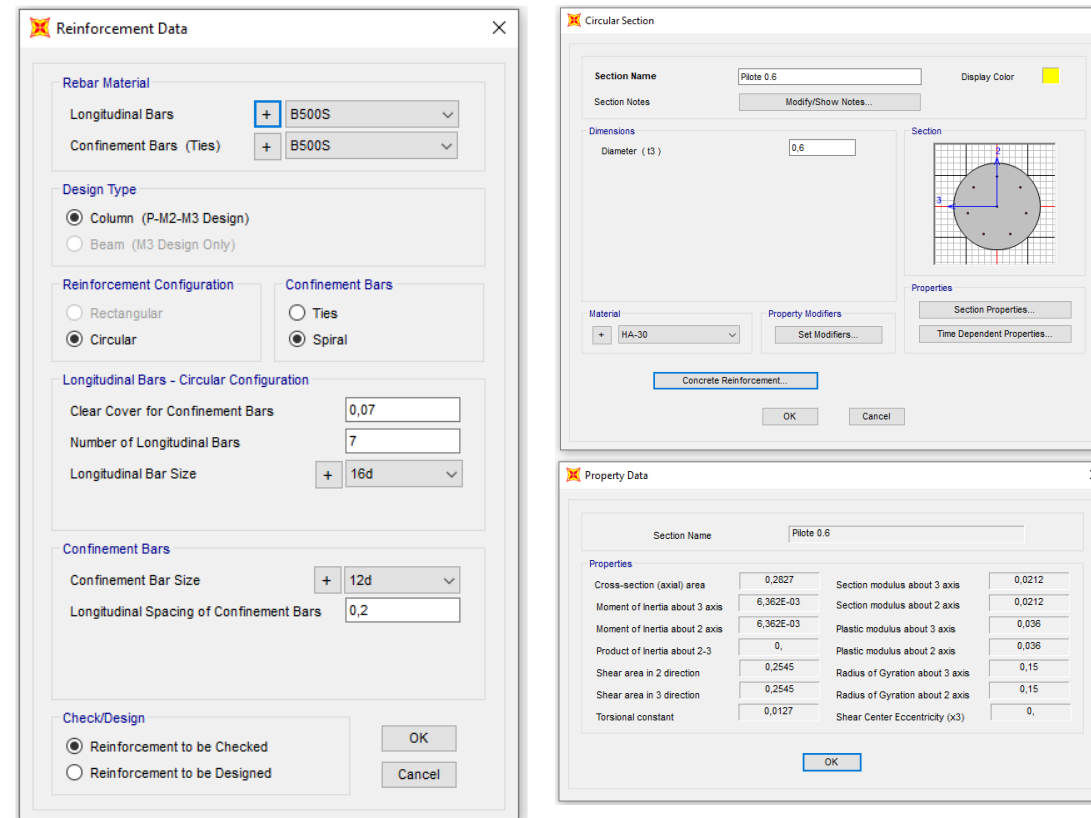 Reinforcement Data
Rebar Material
Longitudinal Bars + B500S
Confinement Bars (Ties) + B500S
Design Type
Column (P-M2-M3 Design)
Beam (M3 Design Only)
Reinforcement Configuration
Rectangular
Circular
Confinement Bars
Ties
Spiral
Longitudinal Bars - Circular Configuration
Clear Cover for Confinement Bars 0,07
Number of Longitudinal Bars 7
Longitudinal Bar Size + 16d
Confinement Bars
Confinement Bar Size + 12d
Longitudinal Spacing of Confinement Bars 0,2
Check/Design
Reinforcement to be Checked
Reinforcement to be Designed
OK
Cancel
Circular Section
Section Name Pilote 0.6 Display Color
Section Notes Modify/Show Notes...
Dimensions
Diameter ( t3 ) 0,6
Section
2
3
Properties
Section Properties...
Time Dependent Properties...
Material
+ HA-30
Property Modifiers
Set Modifiers...
Concrete Reinforcement...
OK Cancel
Property Data
Section Name Pilote 0.6
Properties
Cross-section (axial) area 0,2827 Section modulus about 3 axis 0,0212
Moment of Inertia about 3 axis 6,362E-03 Section modulus about 2 axis 0,0212
Moment of Inertia about 2 axis 6,362E-03 Plastic modulus about 3 axis 0,036
Product of Inertia about 2-3 0, Plastic modulus about 2 axis 0,036
Shear area in 2 direction 0,2545 Radius of Gyration about 3 axis 0,15
Shear area in 3 direction 0,2545 Radius of Gyration about 2 axis 0,15
Torsional constant 0,0127 Shear Center Eccentricity (x3) 0,
OK